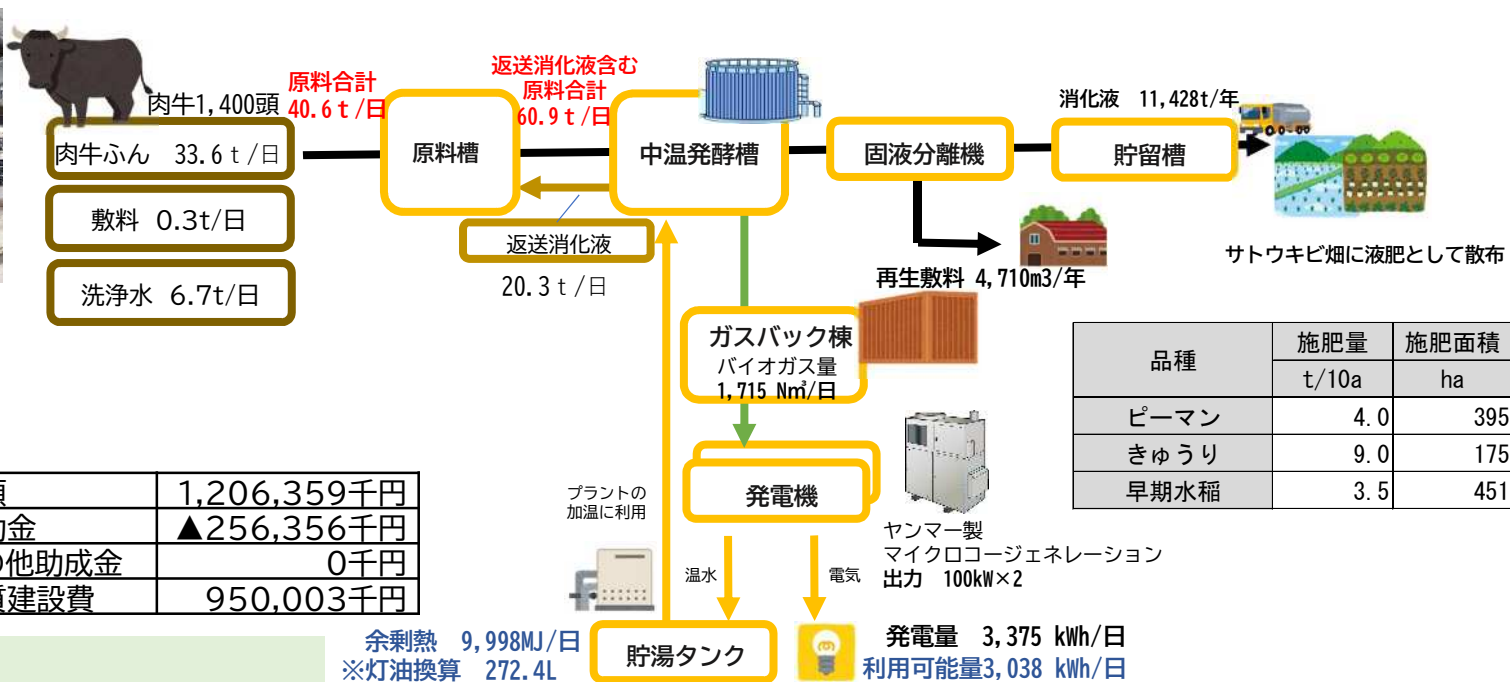 肉牛1,400頭
原料合計
40.6ｔ/日
返送消化液含む
原料合計
60.9ｔ/日
肉牛ふん 33.6ｔ/日
敷料 0.3t/日
洗浄水 6.7t/日
原料槽
中温発酵槽
固液分離機
消化液 11,428t/年
貯留槽
サトウキビ畑に液肥として散布
返送消化液
20.3ｔ/日
再生敷料 4,710m3/年
ガスバック棟
バイオガス量
1,715 N㎥/日
発電機
ヤンマー製
マイクロコージェネレーション
出力 100kW×2
プラントの
加温に利用
温水
電気
貯湯タンク
余剰熱 9,998MJ/日
※灯油換算 272.4L
発電量 3,375 kWh/日
利用可能量3,038 kWh/日
品種 施肥量 施肥面積
t/10a ha
ピーマン 4.0 395
きゅうり 9.0 175
早期水稲 3.5 451
1,206,359千円
金 ▲256,356千円
他助成金 0千円
建設費 950,003千円